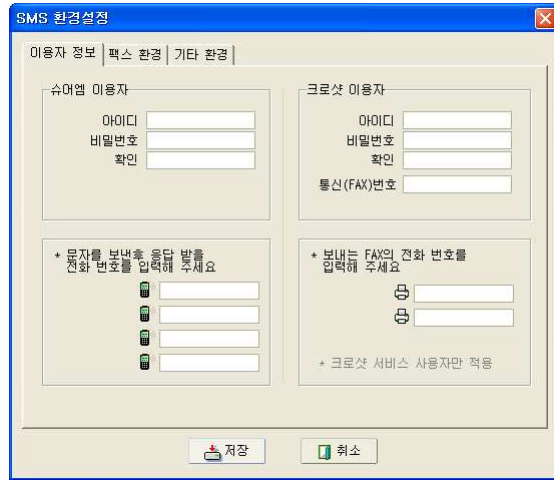 SMS 환경설정
이용자 정보
팩스 환경
기타 환경
슈어엠 이용자
아이디
비밀번호
확인
크로샷 이용자
아이디
비밀번호
확인
통신(FAX)번호
* 문자를 보낸후 응답 받을
전화 번호를 입력해 주세요
* 보내는 FAX의 전화 번호를
입력해 주세요
* 크로샷 서비스 사용자만 적용
저장
취소